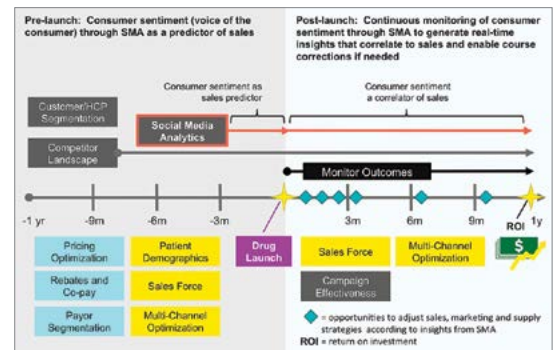 Pre-launch: Consumer sentiment (voice of the
consumer) through SMA as a predictor of sales
Post-launch: Continuous monitoring of consumer
sentiment through SMA to generate real-time
insights that correlate to sales and enable course
corrections if needed
Consumer sentiment as
sales predictor
Consumer sentiment
a correlator of sales
Customer/HCP
Segmentation
Social Media
Analytics
Competitor
Landscape
Monitor Outcomes
-1 yr
-9m
-6m
-3m
3m
6m
9m
1y
ROI
Pricing
Optimization
Patient
Demographics
Drug
Launch
Sales Force
Multi-Channel
Optimization
$
Rebates and
Co-pay
Sales Force
Campaign
Effectiveness
Payor
Segmentation
Multi-Channel
Optimization
= opportunities to adjust sales, marketing and supply
strategies according to insights from SMA
ROI = return on investment